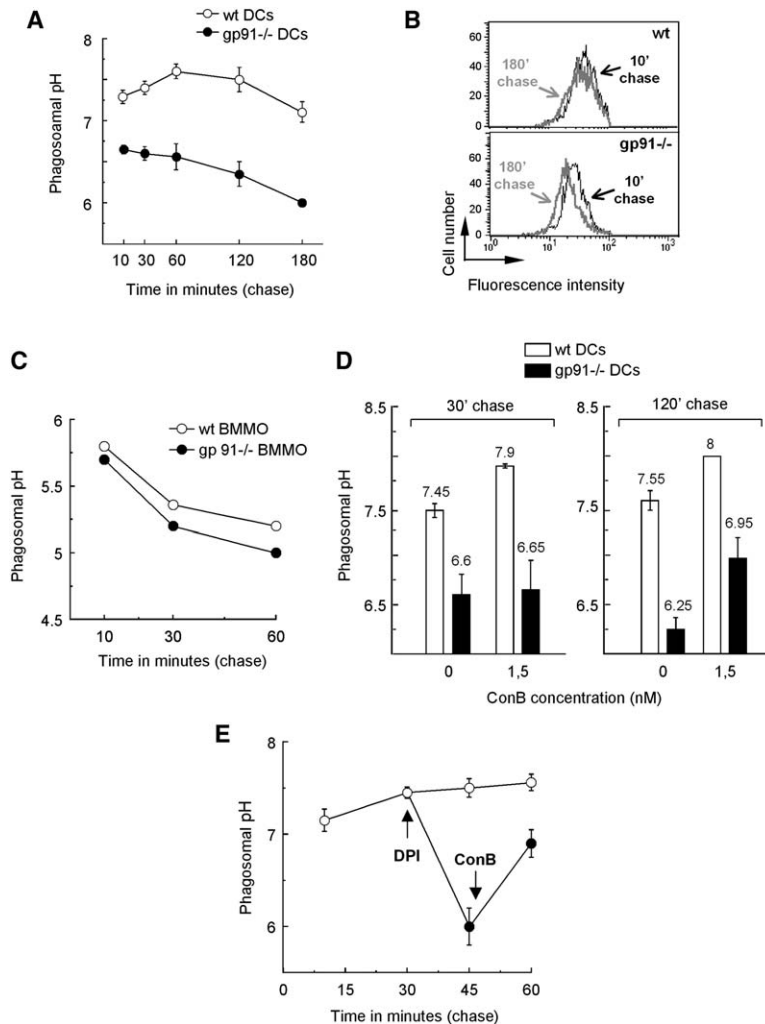 A
wt DCs
gp91-/- DCs
8
7
6
Phagosoamal pH
10 30 60 120 180
Time in minutes (chase)
B
wt
60
40
20
0
180'
chase
10'
chase
gp91-/-
60
40
20
0
180'
chase
10'
chase
10⁰ 10¹ 10² 10³
Cell number
Fluorescence intensity
C
wt BMMO
gp 91-/- BMMO
6
5.5
5
4.5
Phagosomal pH
10 30 60
Time in minutes (chase)
D
wt DCs
gp91-/- DCs
30' chase
120' chase
8.5
7.5
6.5
Phagosomal pH
7.45
6.6
7.9
6.65
0 1,5
8.5
7.5
6.5
7.55
6.25
8
6.95
0 1,5
ConB concentration (nM)
E
8
7
6
Phagosomal pH
DPI
ConB
0 15 30 45 60
Time in minutes (chase)